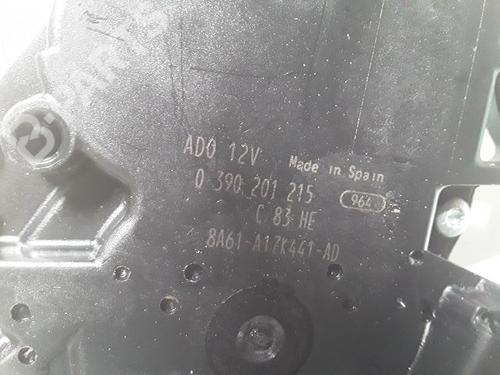 ADO 12V Made in Spain
0 390 201 215 964
C 83 HE
8A61-A17K441-AD